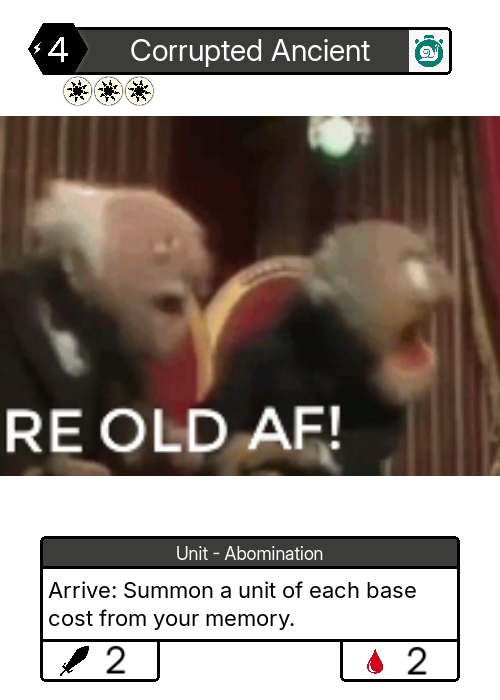 4
Corrupted Ancient
RE OLD AF!
Unit - Abomination
Arrive: Summon a unit of each base
cost from your memory.
2
2